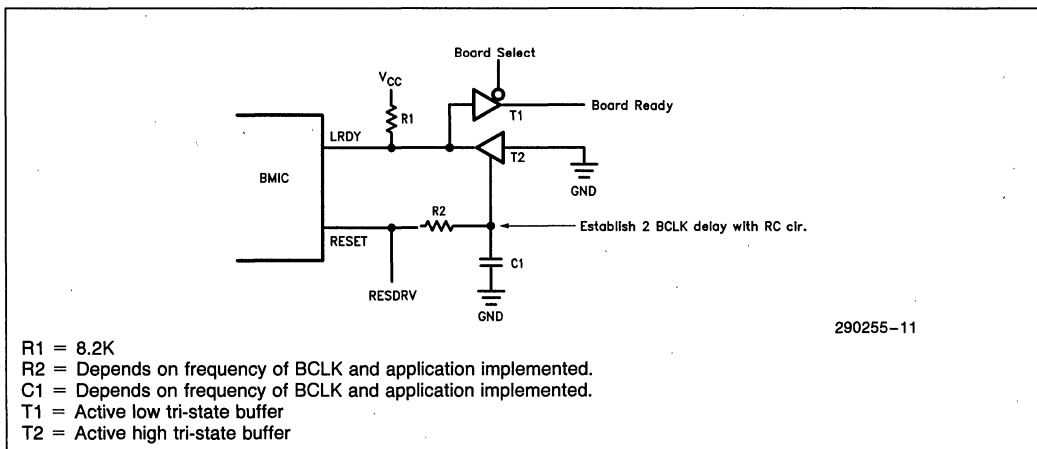 Board Select
VCC
R1
T1
Board Ready
LRDY
T2
GND
BMIC
R2
Establish 2 BCLK delay with RC cir.
RESET
C1
RESDRV
GND
290255-11
R1 = 8.2K
R2 = Depends on frequency of BCLK and application implemented.
C1 = Depends on frequency of BCLK and application implemented.
T1 = Active low tri-state buffer
T2 = Active high tri-state buffer